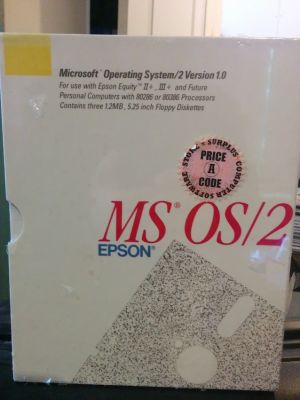 Microsoft® Operating System/2 Version 1.0
For use with Epson Equity™ II+, III+ and Future
Personal Computers with 80286 or 80386 Processors
Contains three 1.2MB, 5.25 inch Floppy Diskettes
SURPLUS COMPUTER SOFTWARE
PRICE
A
CODE
MS® OS/2
EPSON®